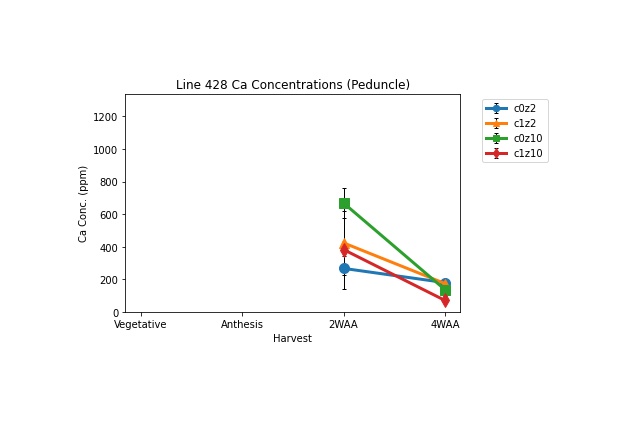 Line 428 Ca Concentrations (Peduncle)
1200
1000
800
600
400
200
0
Ca Conc. (ppm)
Vegetative
Anthesis
2WAA
4WAA
Harvest
c0z2
c1z2
c0z10
c1z10